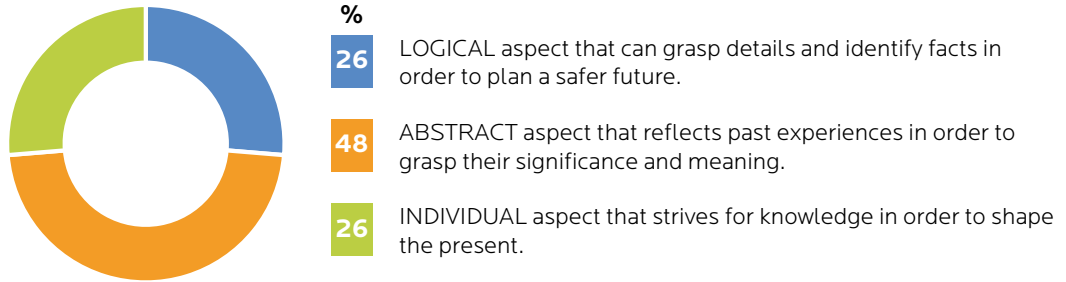 %
26
LOGICAL aspect that can grasp details and identify facts in
order to plan a safer future.
48
ABSTRACT aspect that reflects past experiences in order to
grasp their significance and meaning.
26
INDIVIDUAL aspect that strives for knowledge in order to shape
the present.